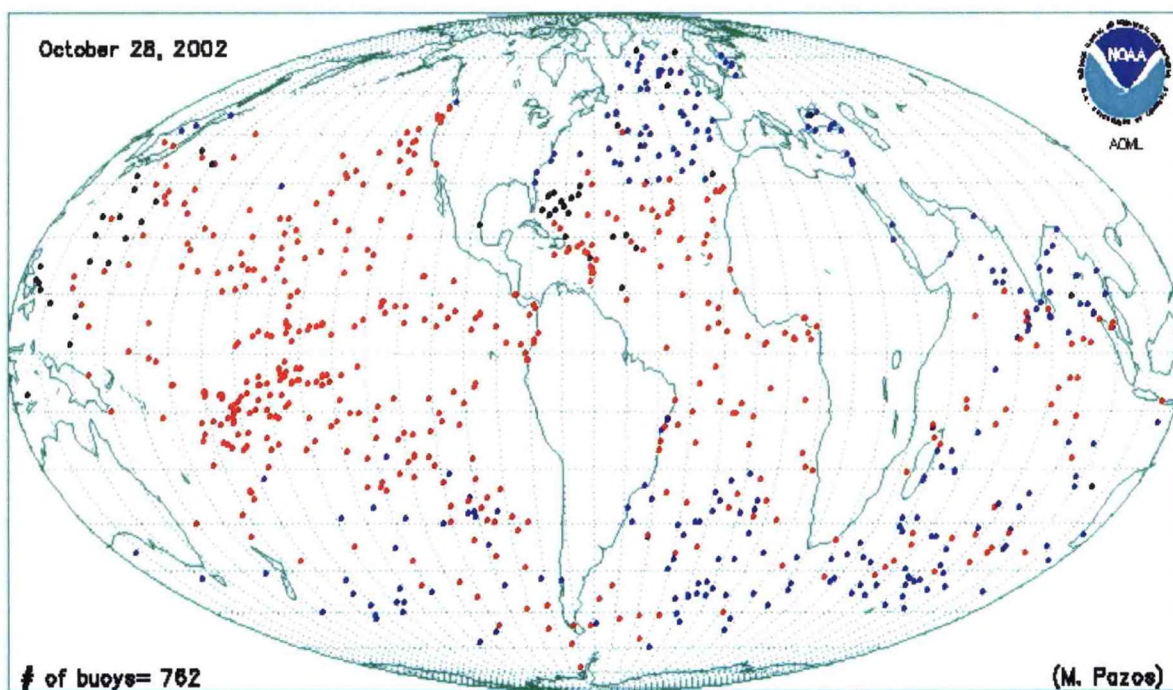 October 28, 2002
NOAA
AOML
# of buoys= 762
(M. Pazos)